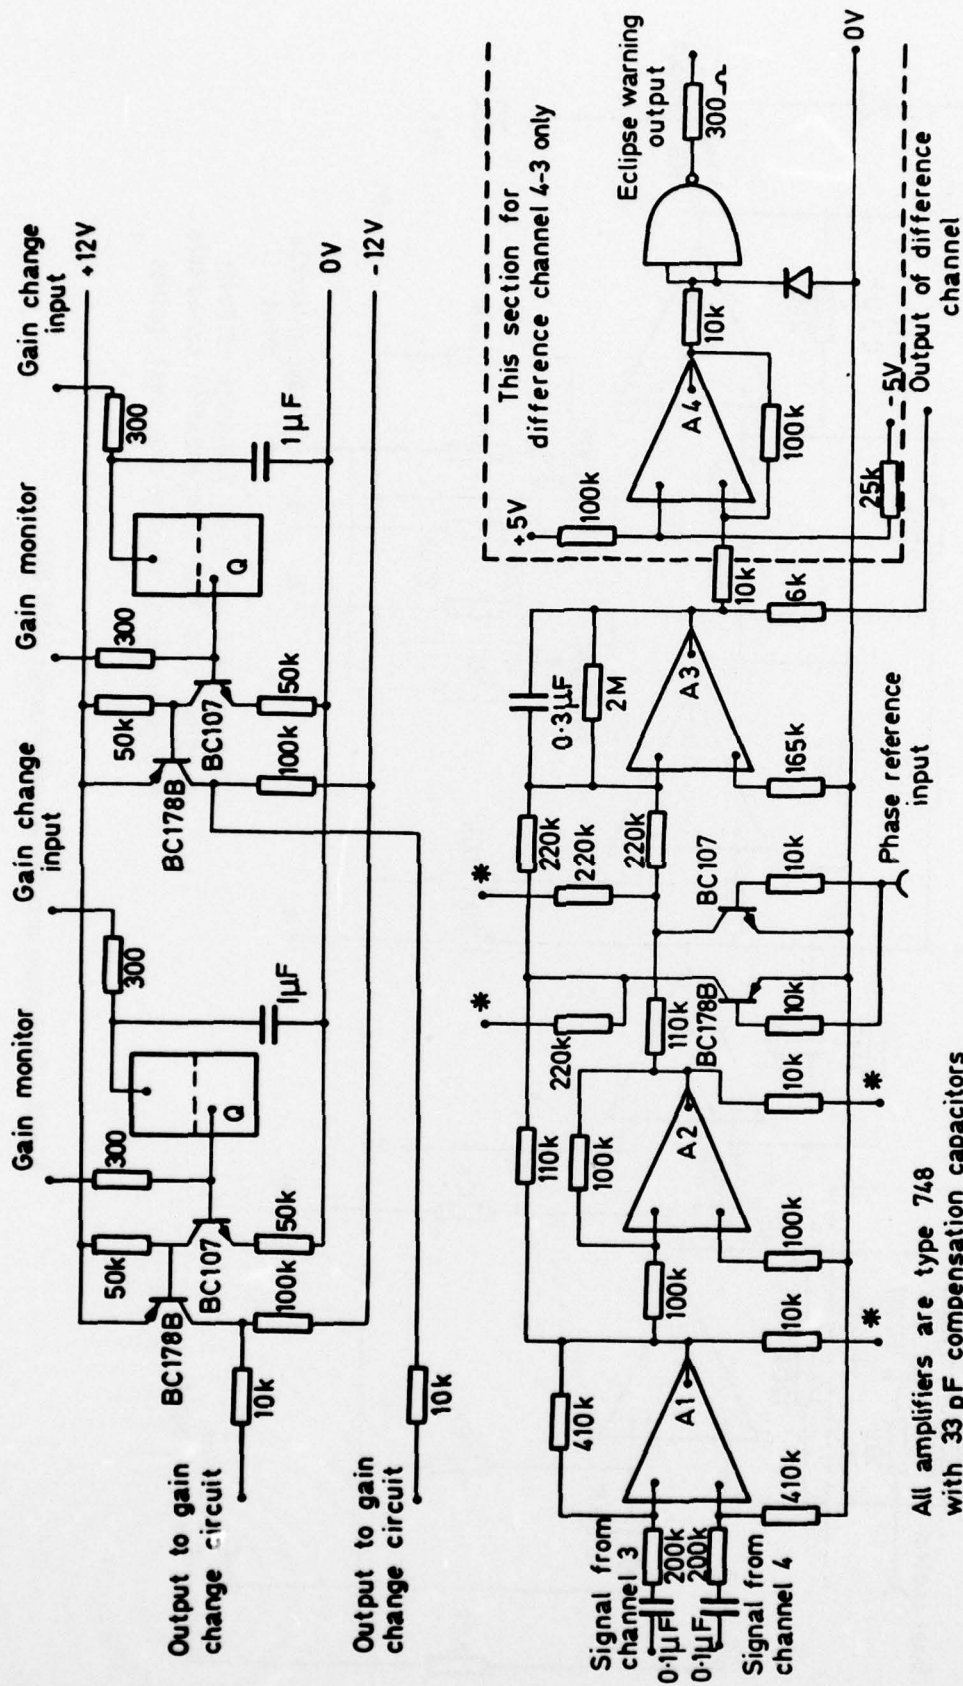 Gain monitor
Gain change
input
Gain monitor
Gain change
input
+12V
300
300
300
300
50k
50k
Q
Q
1µF
1µF
BC178B
BC107
BC178B
BC107
50k
50k
100k
100k
0V
-12V
10k
10k
Output to gain
change circuit
Output to gain
change circuit
This section for
difference channel 4-3 only
Eclipse warning
output
300Ω
+5V
100k
A4
10k
10k
100k
25k
-5V
0V
Output of difference
channel
*
*
220k
220k
220k
220k
0·3µF
2M
A3
6k
165k
BC107
10k
BC178B
10k
Phase reference
input
110k
110k
100k
A2
100k
100k
10k
*
410k
A1
10k
*
410k
Signal from
channel 3
200k
0·1µF
200k
0·1µF
Signal from
channel 4
All amplifiers are type 748
with 33 pF compensation capacitors